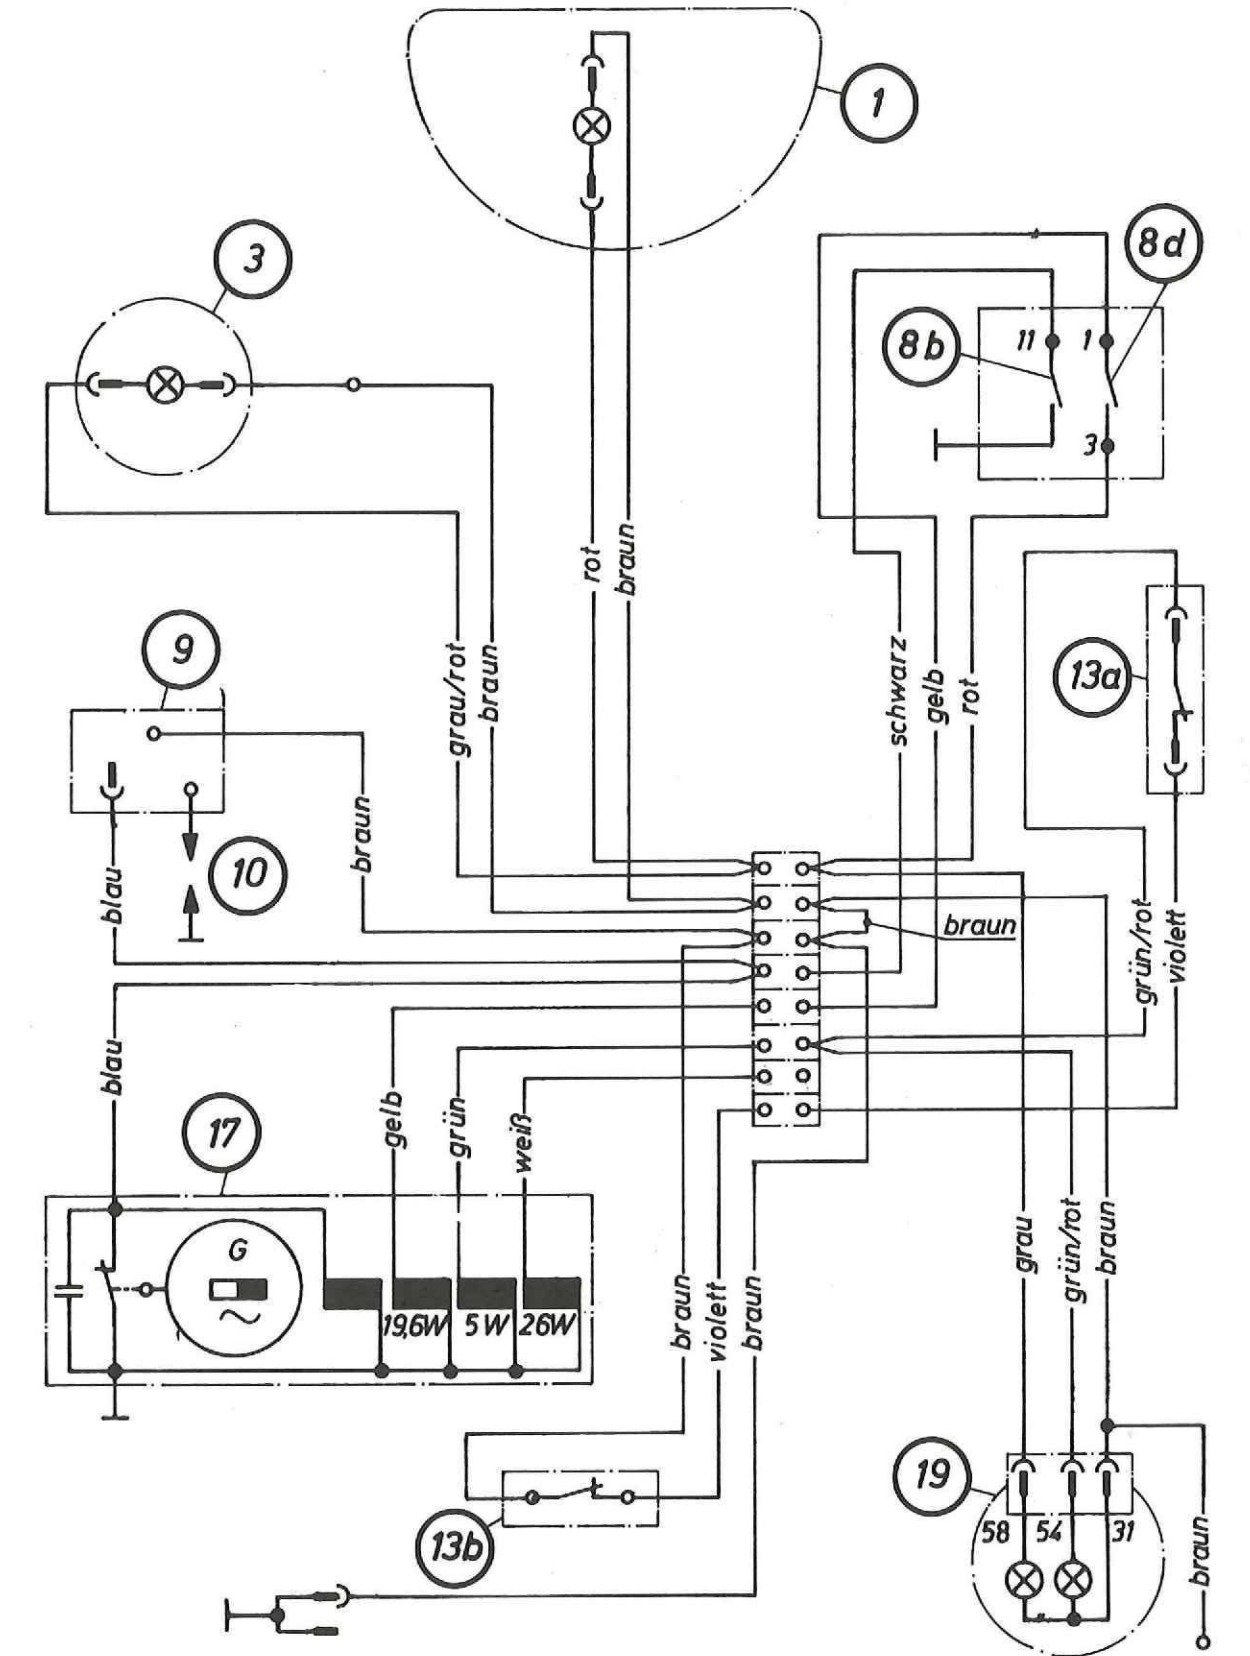 1
3
8d
8b
11
1
3
rot
braun
13a
9
grau/rot
braun
schwarz
gelb
rot
braun
10
blau
braun
grün/rot
violett
blau
gelb
grün
weiß
17
G
19,6W
5W
26W
braun
violett
braun
grau
grün/rot
braun
19
58
54
31
13b
braun